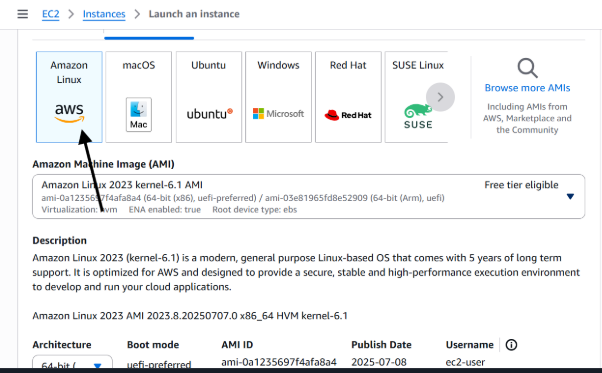 EC2 > Instances > Launch an instance
Amazon Linux
macOS
Ubuntu
Windows
Red Hat
SUSE Linux
aws
Mac
ubuntu
Microsoft
Red Hat
SUSE
Browse more AMIs
Including AMIs from
AWS, Marketplace and
the Community
Amazon Machine Image (AMI)
Amazon Linux 2023 kernel-6.1 AMI
Free tier eligible
ami-0a1235697f4afa8a4 (64-bit (x86), uefi-preferred) / ami-03e81965fd8e52909 (64-bit (Arm), uefi)
Virtualization: hvm ENA enabled: true Root device type: ebs
Description
Amazon Linux 2023 (kernel-6.1) is a modern, general purpose Linux-based OS that comes with 5 years of long term
support. It is optimized for AWS and designed to provide a secure, stable and high-performance execution environment
to develop and run your cloud applications.
Amazon Linux 2023 AMI 2023.8.20250707.0 x86_64 HVM kernel-6.1
Architecture Boot mode AMI ID Publish Date Username
64-bit ( uefi-preferred ami-0a1235697f4afa8a4 2025-07-08 ec2-user